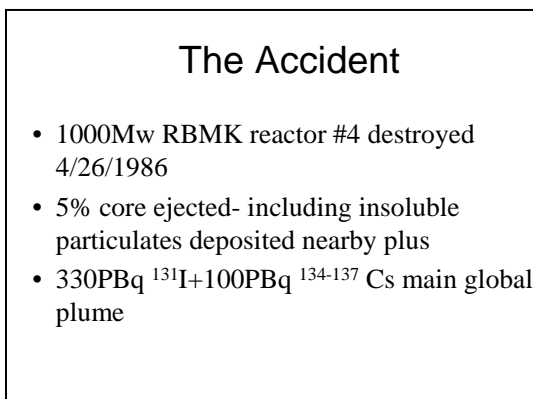 The Accident
• 1000Mw RBMK reactor #4 destroyed
4/26/1986
• 5% core ejected- including insoluble
particulates deposited nearby plus
• 330PBq ¹³¹I+100PBq ¹³⁴⁻¹³⁷ Cs main global
plume